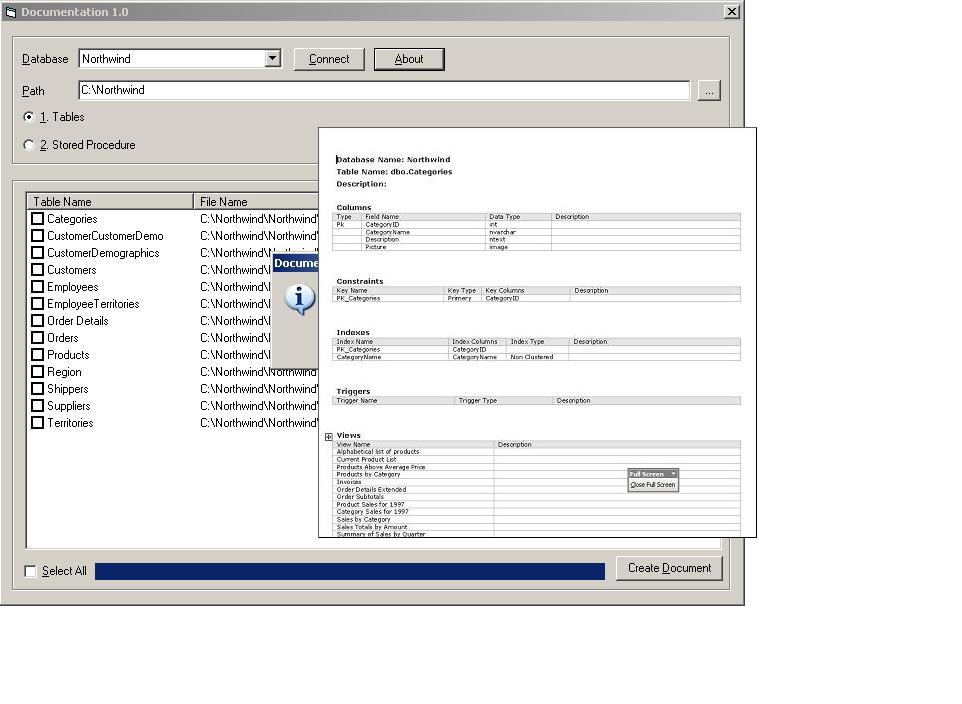 Documentation 1.0
Database Northwind Connect About
Path C:\Northwind ...
1. Tables
2. Stored Procedure
Table Name File Name
Categories C:\Northwind\Northwind
CustomerCustomerDemo C:\Northwind\Northwind
CustomerDemographics C:\Northwind\
Customers C:\Northwind\
Employees C:\Northwind\
EmployeeTerritories C:\Northwind\
Order Details C:\Northwind\
Orders C:\Northwind\
Products C:\Northwind\
Region C:\Northwind\Northwind
Shippers C:\Northwind\Northwind
Suppliers C:\Northwind\Northwind
Territories C:\Northwind\Northwind
Select All Create Document
Docume
Database Name: Northwind
Table Name: dbo.Categories
Description:
Columns
Type Field Name Data Type Description
Pk CategoryID int
CategoryName nvarchar
Description ntext
Picture image
Constraints
Key Name Key Type Key Columns Description
PK_Categories Primery CategoryID
Indexes
Index Name Index Columns Index Type Description
PK_Categories CategoryID
CategoryName CategoryName Non Clustered
Triggers
Trigger Name Trigger Type Description
Views
View Name Description
Alphabetical list of products
Current Product List
Products Above Average Price
Products by Category
Invoices
Order Details Extended
Order Subtotals
Product Sales for 1997
Category Sales for 1997
Sales by Category
Sales Totals by Amount
Summary of Sales by Quarter
Full Screen
Close Full Screen